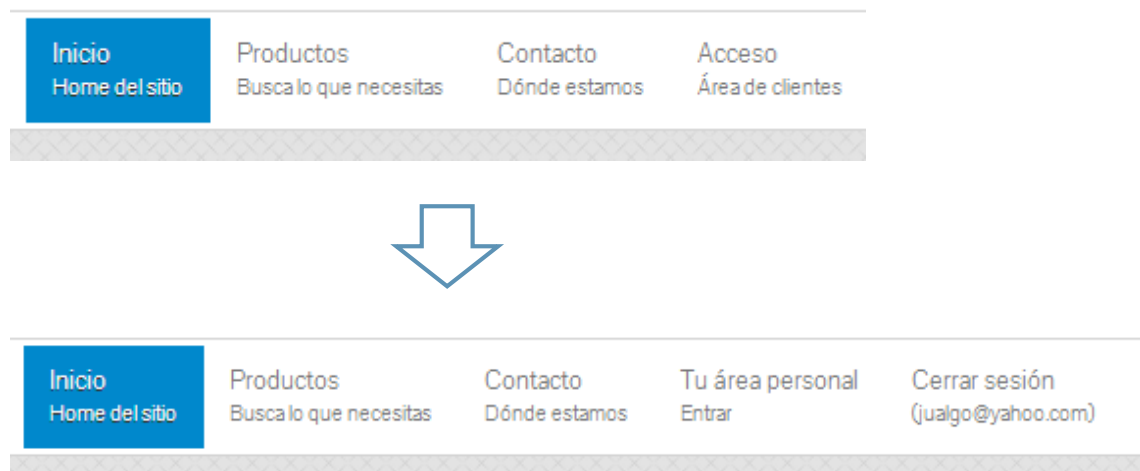 Inicio Productos Contacto Acceso
Home del sitio Busca lo que necesitas Dónde estamos Área de clientes
Inicio Productos Contacto Tu área personal Cerrar sesión
Home del sitio Busca lo que necesitas Dónde estamos Entrar (jualgo@yahoo.com)